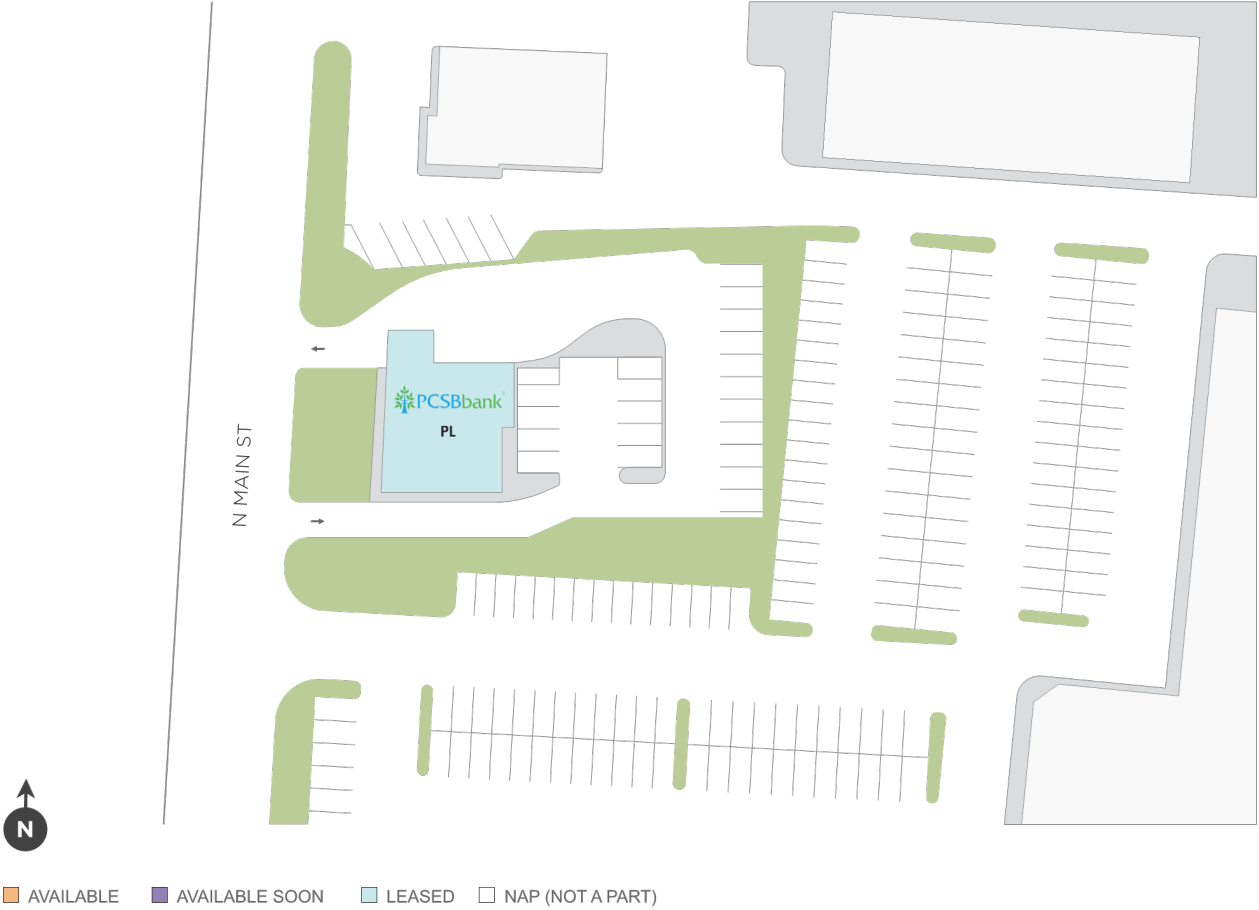 PCSBbank
PL
N MAIN ST
N
AVAILABLE
AVAILABLE SOON
LEASED
NAP (NOT A PART)